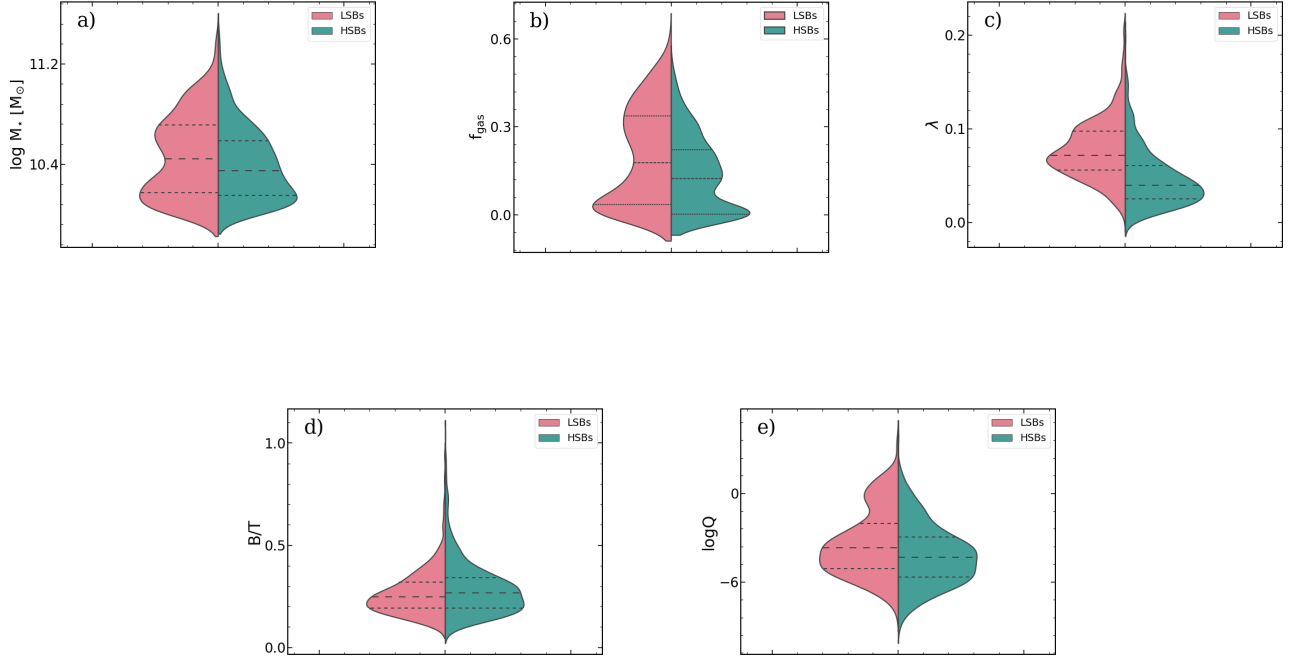 a)
LSBs
HSBs
11.2
10.4
log M⋆ [M⊙]
b)
LSBs
HSBs
0.6
0.3
0.0
f_gas
c)
LSBs
HSBs
0.2
0.1
0.0
λ
d)
LSBs
HSBs
1.0
0.5
0.0
B/T
e)
LSBs
HSBs
0
−6
logQ